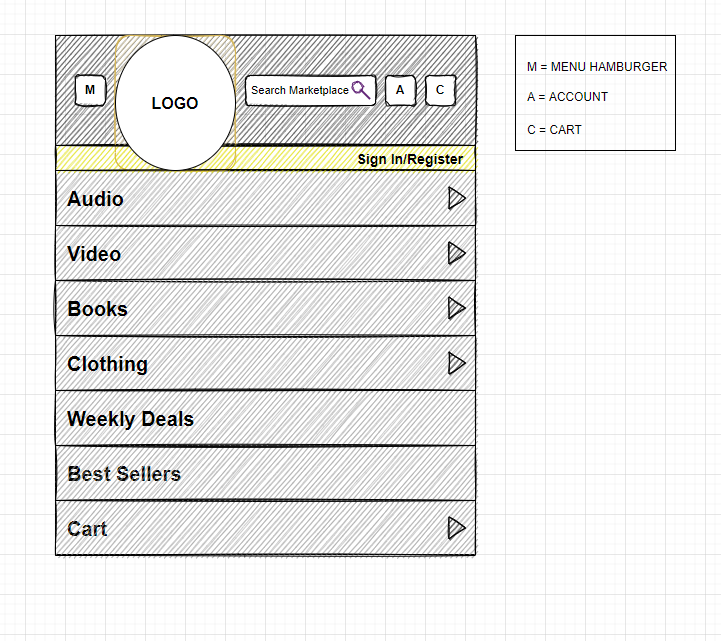 M
LOGO
Search Marketplace
A
C
Sign In/Register
Audio
Video
Books
Clothing
Weekly Deals
Best Sellers
Cart
M = MENU HAMBURGER
A = ACCOUNT
C = CART